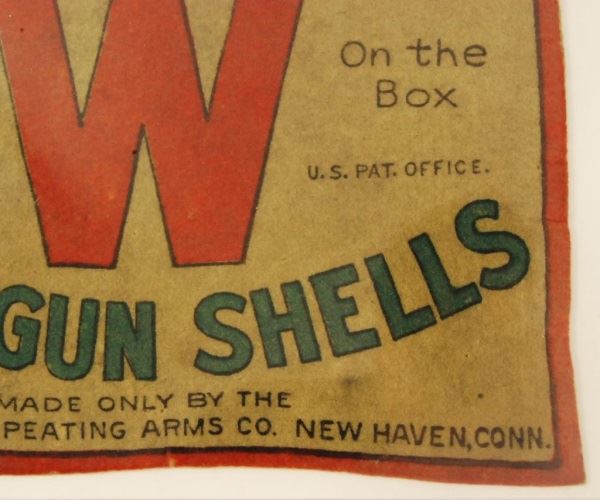 W
On the
Box
U.S. PAT. OFFICE.
GUN SHELLS
MADE ONLY BY THE
PEATING ARMS CO. NEW HAVEN, CONN.